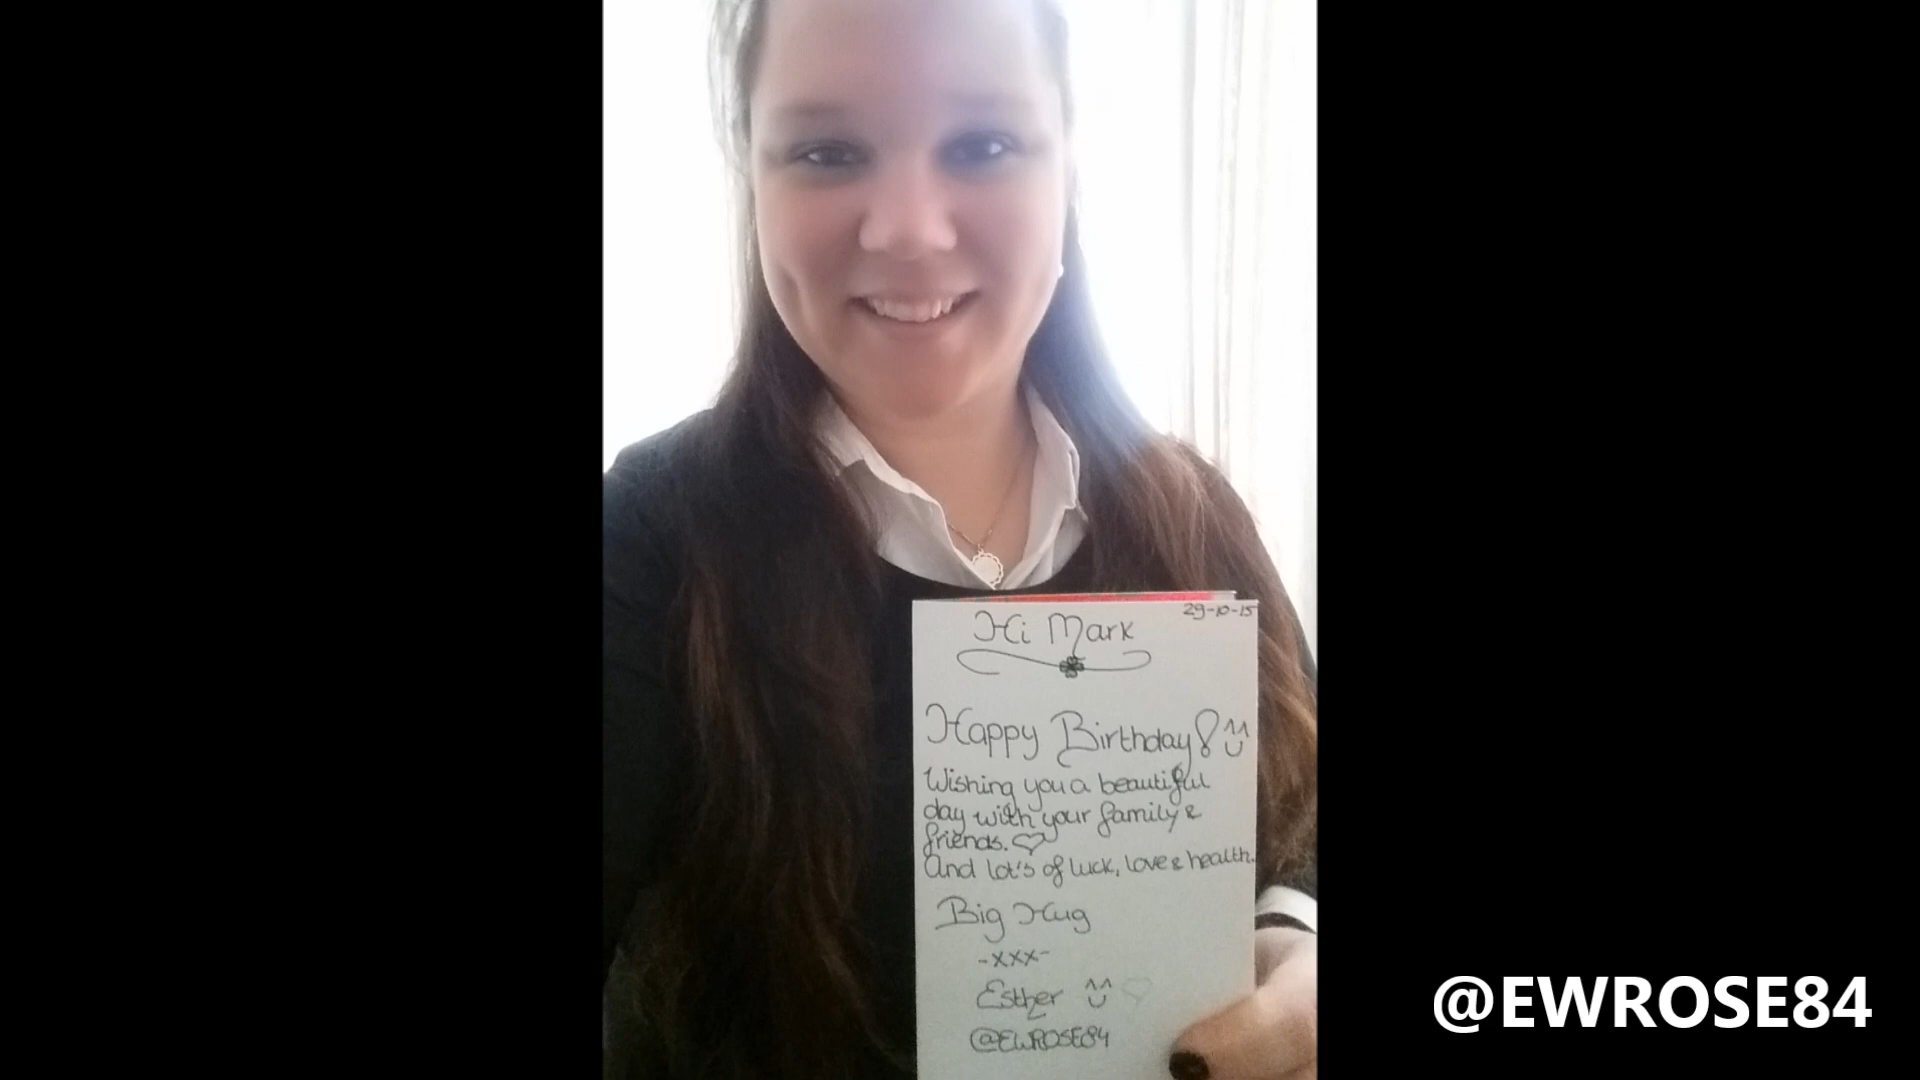 29-10-15
Hi Mark
Happy Birthday!
Wishing you a beautiful
day with your family &
friends.
And lot's of luck, love & health.
Big Hug
-xxx-
Esther
@EWROSE84
@EWROSE84